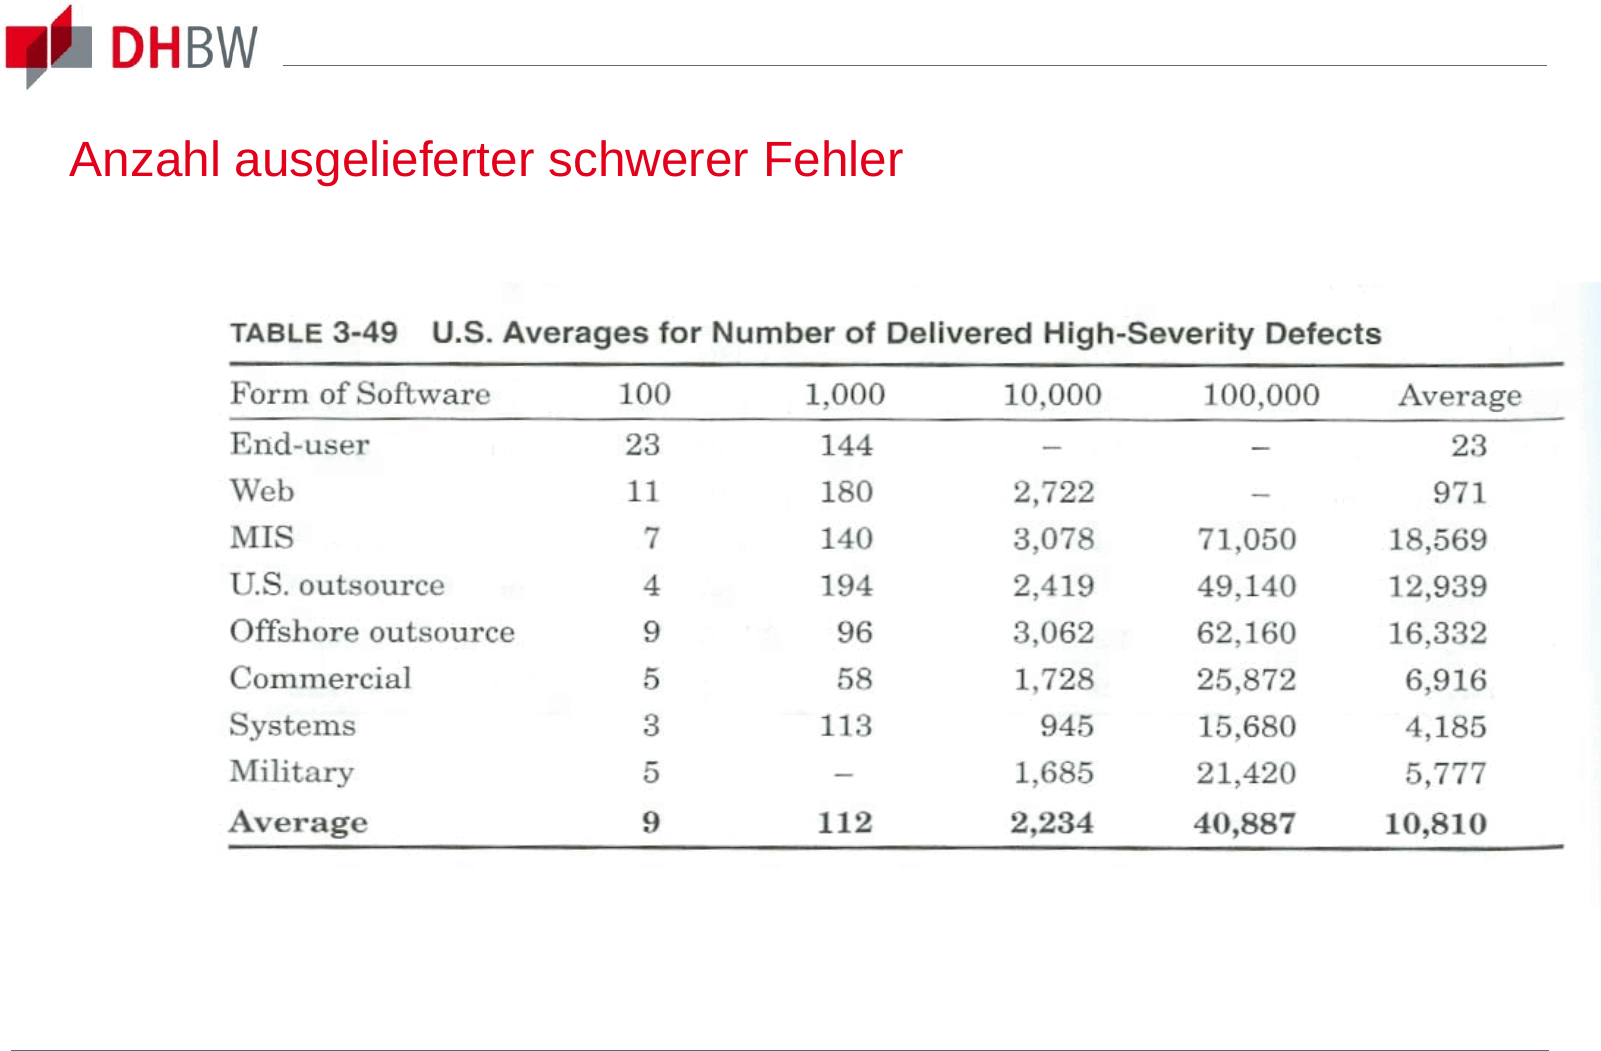 DHBW
Anzahl ausgelieferter schwerer Fehler
TABLE 3-49 U.S. Averages for Number of Delivered High-Severity Defects
Form of Software 100 1,000 10,000 100,000 Average
End-user 23 144 – – 23
Web 11 180 2,722 – 971
MIS 7 140 3,078 71,050 18,569
U.S. outsource 4 194 2,419 49,140 12,939
Offshore outsource 9 96 3,062 62,160 16,332
Commercial 5 58 1,728 25,872 6,916
Systems 3 113 945 15,680 4,185
Military 5 – 1,685 21,420 5,777
Average 9 112 2,234 40,887 10,810